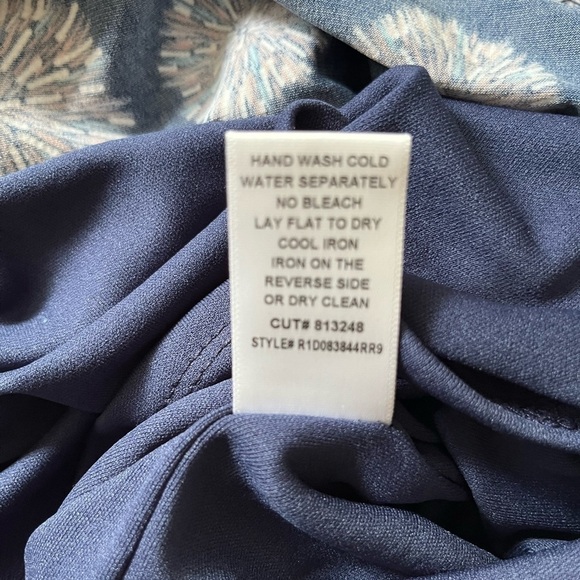 HAND WASH COLD
WATER SEPARATELY
NO BLEACH
LAY FLAT TO DRY
COOL IRON
IRON ON THE
REVERSE SIDE
OR DRY CLEAN
CUT# 813248
STYLE# R1D083844RR9